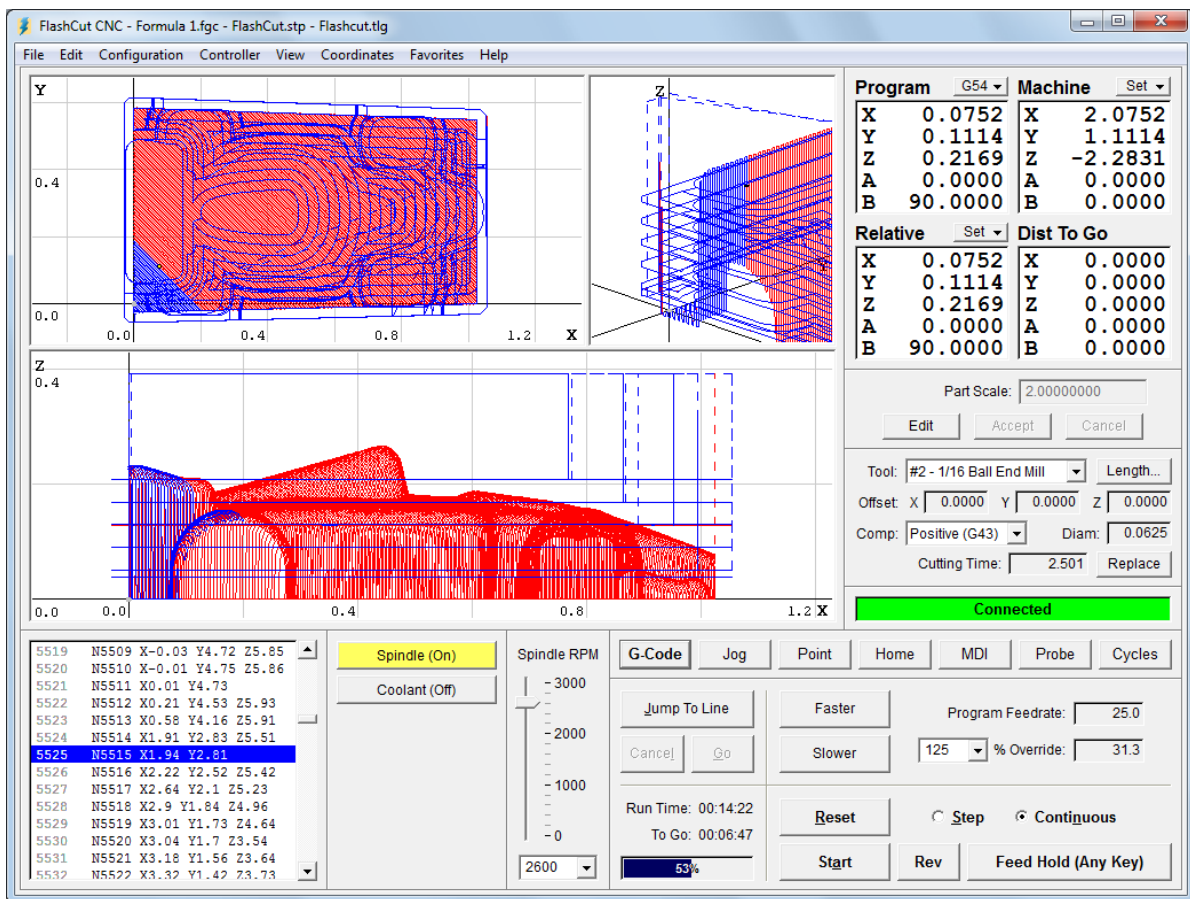 FlashCut CNC - Formula 1.fgc - FlashCut.stp - Flashcut.tlg
File Edit Configuration Controller View Coordinates Favorites Help
Y
0.4
0.0
0.0 0.4 0.8 1.2 X
Z
Z
0.4
0.0 0.0 0.4 0.8 1.2 X
Program G54 Machine Set
X 0.0752 X 2.0752
Y 0.1114 Y 1.1114
Z 0.2169 Z -2.2831
A 0.0000 A 0.0000
B 90.0000 B 0.0000
Relative Set Dist To Go
X 0.0752 X 0.0000
Y 0.1114 Y 0.0000
Z 0.2169 Z 0.0000
A 0.0000 A 0.0000
B 90.0000 B 0.0000
Part Scale: 2.00000000
Edit Accept Cancel
Tool: #2 - 1/16 Ball End Mill Length...
Offset: X 0.0000 Y 0.0000 Z 0.0000
Comp: Positive (G43) Diam: 0.0625
Cutting Time: 2.501 Replace
Connected
5519 N5509 X-0.03 Y4.72 Z5.85
5520 N5510 X-0.01 Y4.75 Z5.86
5521 N5511 X0.01 Y4.73
5522 N5512 X0.21 Y4.53 Z5.93
5523 N5513 X0.58 Y4.16 Z5.91
5524 N5514 X1.91 Y2.83 Z5.51
5525 N5515 X1.94 Y2.81
5526 N5516 X2.22 Y2.52 Z5.42
5527 N5517 X2.64 Y2.1 Z5.23
5528 N5518 X2.9 Y1.84 Z4.96
5529 N5519 X3.01 Y1.73 Z4.64
5530 N5520 X3.04 Y1.7 Z3.54
5531 N5521 X3.18 Y1.56 Z3.64
5532 N5522 X3.32 Y1.42 Z3.73
Spindle (On)
Coolant (Off)
Spindle RPM
3000
2000
1000
0
2600
G-Code Jog Point Home MDI Probe Cycles
Jump To Line
Cancel Go
Faster
Slower
Program Feedrate: 25.0
125 % Override: 31.3
Run Time: 00:14:22
To Go: 00:06:47
53%
Reset Step Continuous
Start Rev Feed Hold (Any Key)